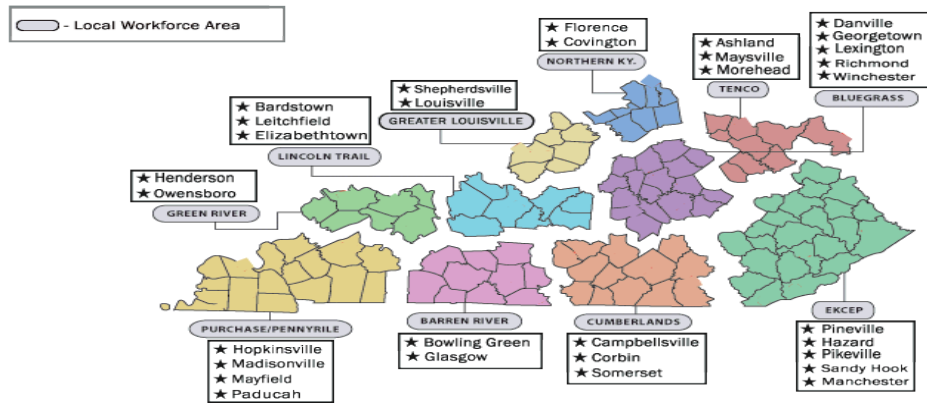 - Local Workforce Area
★ Florence
★ Covington
NORTHERN KY.
★ Ashland
★ Maysville
★ Morehead
TENCO
★ Danville
★ Georgetown
★ Lexington
★ Richmond
★ Winchester
BLUEGRASS
★ Shepherdsville
★ Louisville
GREATER LOUISVILLE
★ Bardstown
★ Leitchfield
★ Elizabethtown
LINCOLN TRAIL
★ Henderson
★ Owensboro
GREEN RIVER
PURCHASE/PENNYRILE
★ Hopkinsville
★ Madisonville
★ Mayfield
★ Paducah
BARREN RIVER
★ Bowling Green
★ Glasgow
CUMBERLANDS
★ Campbellsville
★ Corbin
★ Somerset
EKCEP
★ Pineville
★ Hazard
★ Pikeville
★ Sandy Hook
★ Manchester